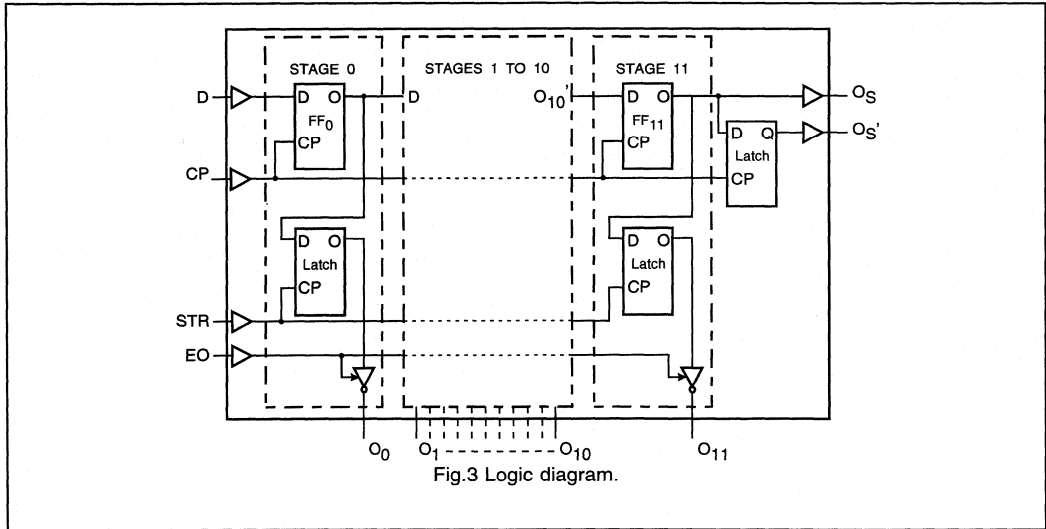 STAGE 0
STAGES 1 TO 10
STAGE 11
D
D O
FF0
CP
D
O10'
D O
FF11
CP
OS
OS'
D Q
Latch
CP
CP
D O
Latch
CP
D O
Latch
CP
STR
EO
O0
O1
O10
O11
Fig.3 Logic diagram.